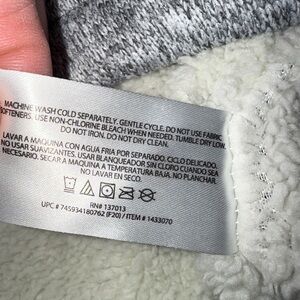 MACHINE WASH COLD SEPARATELY. GENTLE CYCLE. DO NOT USE FABRIC
SOFTENERS. USE NON-CHLORINE BLEACH WHEN NEEDED. TUMBLE DRY LOW.
DO NOT IRON. DO NOT DRY CLEAN.
LAVAR A MAQUINA CON AGUA FRIA POR SEPARADO. CICLO DELICADO.
NO USAR SUAVIZANTES. USAR BLANQUEADOR SIN CLORO CUANDO SEA
NECESARIO. SECAR A MAQUINA A TEMPERATURA BAJA. NO PLANCHAR.
NO LAVAR EN SECO.
RN# 137013
UPC # 745934180762 (F20) / ITEM # 1433070